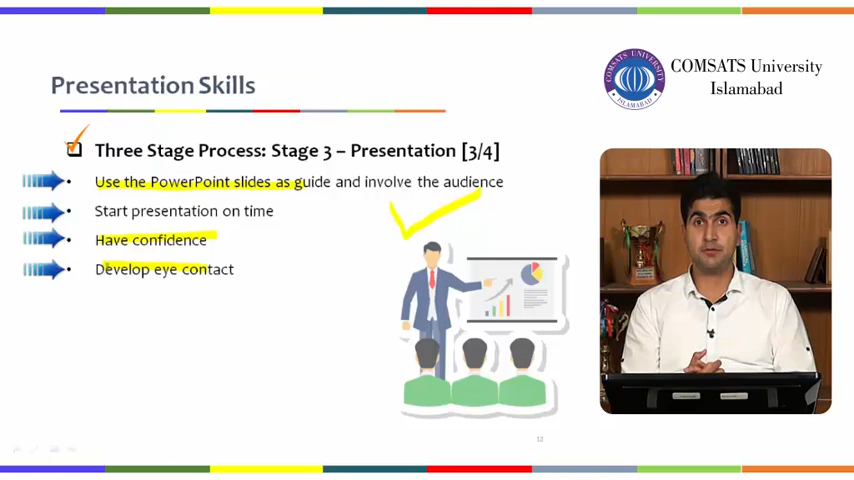 COMSATS University
Islamabad
COMSATS UNIVERSITY
ISLAMABAD
Presentation Skills
Three Stage Process: Stage 3 – Presentation [3/4]
• Use the PowerPoint slides as guide and involve the audience
• Start presentation on time
• Have confidence
• Develop eye contact
12